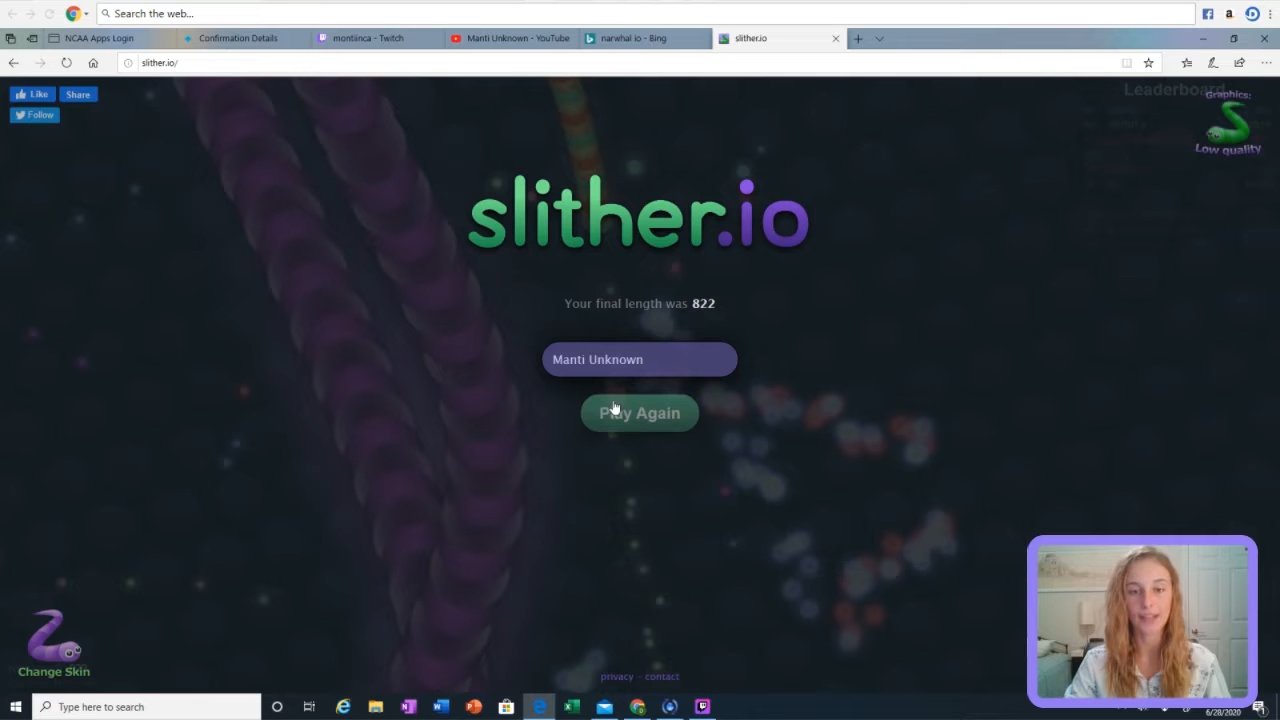 Search the web...
NCAA Apps Login
Confirmation Details
montiinca - Twitch
Manti Unknown - YouTube
narwhal io - Bing
slither.io
slither.io/
Like
Share
Follow
Leaderboard
Graphics:
Low quality
slither.io
Your final length was 822
Manti Unknown
Play Again
Change Skin
privacy - contact
Type here to search
6/28/2020